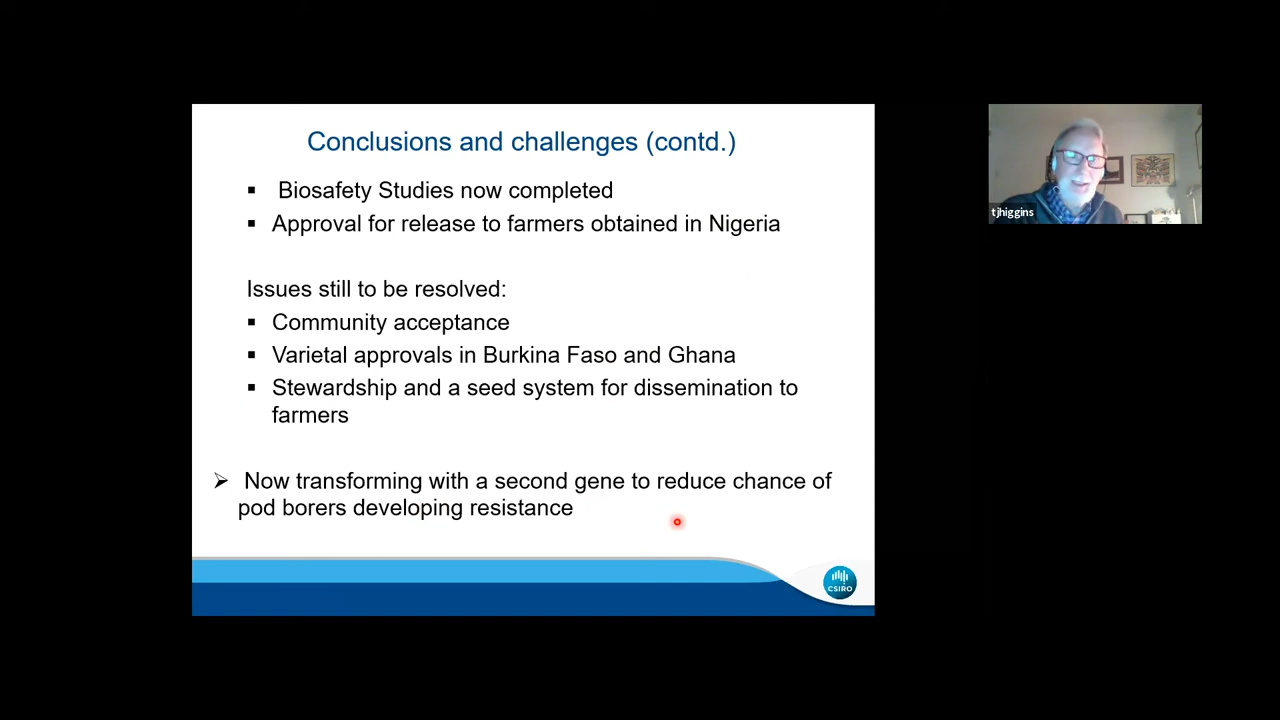 Conclusions and challenges (contd.)
▪ Biosafety Studies now completed
▪ Approval for release to farmers obtained in Nigeria
Issues still to be resolved:
▪ Community acceptance
▪ Varietal approvals in Burkina Faso and Ghana
▪ Stewardship and a seed system for dissemination to
farmers
➢ Now transforming with a second gene to reduce chance of
pod borers developing resistance
CSIRO
tjhiggins